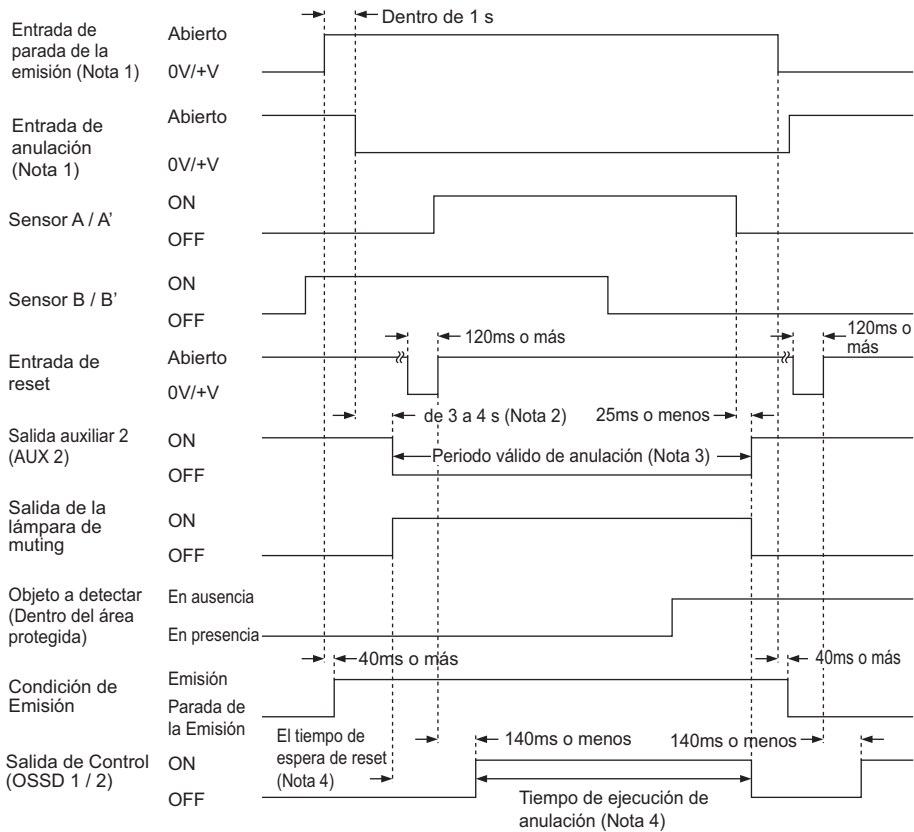 Dentro de 1 s
Entrada de
parada de la
emisión (Nota 1)
Abierto
0V/+V
Entrada de
anulación
(Nota 1)
Abierto
0V/+V
Sensor A / A'
ON
OFF
Sensor B / B'
ON
OFF
Entrada de
reset
Abierto
0V/+V
120ms o más
120ms o
más
de 3 a 4 s (Nota 2)
25ms o menos
Salida auxiliar 2
(AUX 2)
ON
OFF
Periodo válido de anulación (Nota 3)
Salida de la
lámpara de
muting
ON
OFF
Objeto a detectar
(Dentro del área
protegida)
En ausencia
En presencia
40ms o más
40ms o más
Condición de
Emisión
Emisión
Parada de
la Emisión
El tiempo de
espera de reset
(Nota 4)
140ms o menos
140ms o menos
Salida de Control
(OSSD 1 / 2)
ON
OFF
Tiempo de ejecución de
anulación (Nota 4)